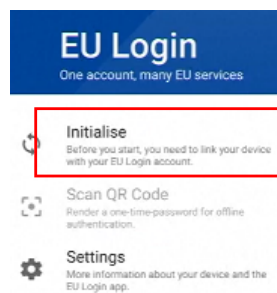 EU Login
One account, many EU services
Initialise
Before you start, you need to link your device
with your EU Login account.
Scan QR Code
Render a one-time-password for offline
authentication.
Settings
More information about your device and the
EU Login app.